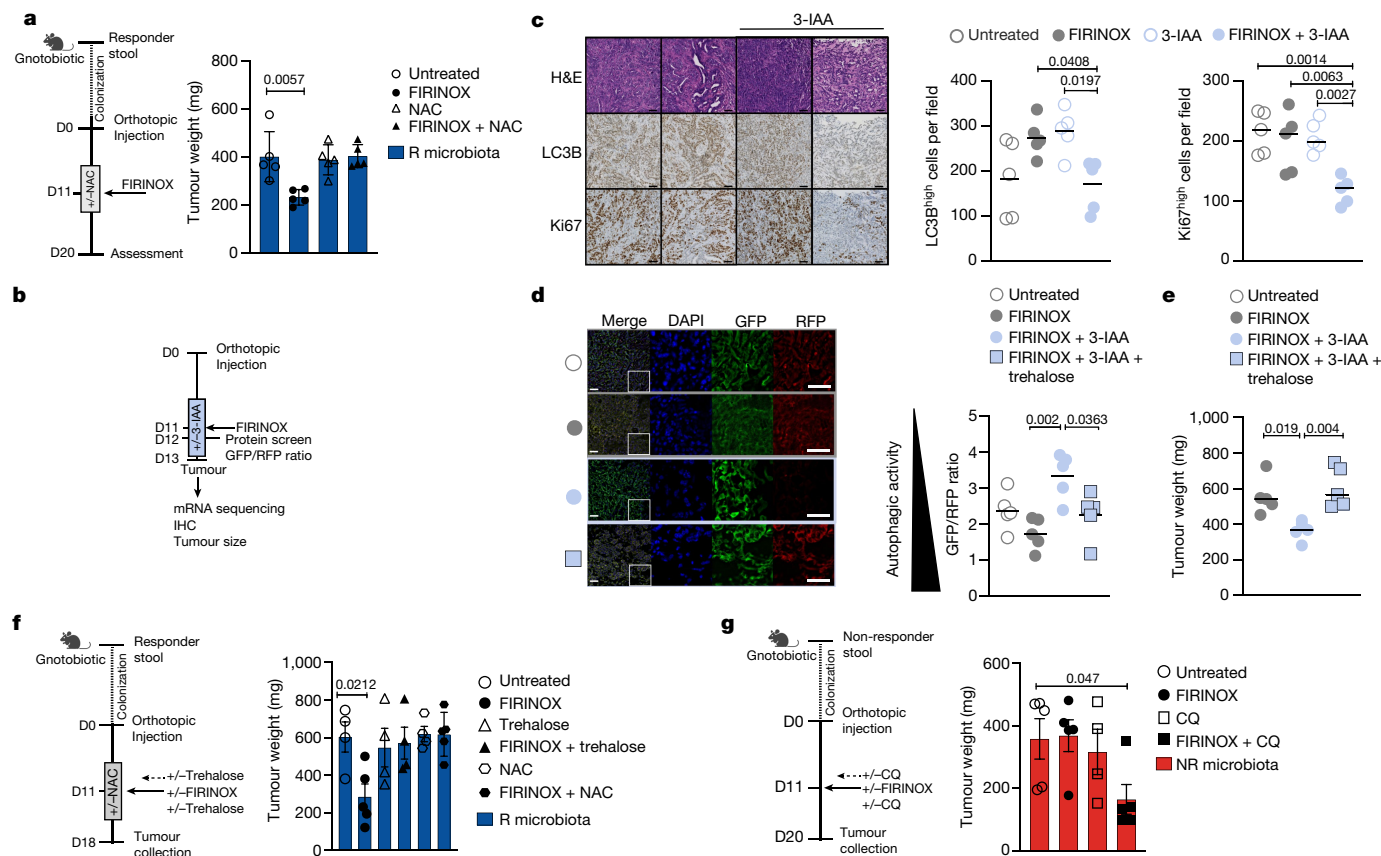 a
Gnotobiotic
Responder
stool
Colonization
D0
Orthotopic
Injection
+/–NAC
D11
FIRINOX
D20
Assessment
Tumour weight (mg)
800
600
400
200
0
0.0057
Untreated
FIRINOX
NAC
FIRINOX + NAC
R microbiota
b
D0
Orthotopic
Injection
+/–3-IAA
D11
FIRINOX
D12
Protein screen
GFP/RFP ratio
D13
Tumour
mRNA sequencing
IHC
Tumour size
c
3-IAA
H&E
LC3B
Ki67
Untreated
FIRINOX
3-IAA
FIRINOX + 3-IAA
LC3Bhigh cells per field
400
300
200
100
0
0.0408
0.0197
Ki67high cells per field
300
200
100
0
0.0014
0.0063
0.0027
d
Merge
DAPI
GFP
RFP
Untreated
FIRINOX
FIRINOX + 3-IAA
FIRINOX + 3-IAA +
trehalose
Autophagic activity
GFP/RFP ratio
5
4
3
2
1
0
0.002
0.0363
e
Untreated
FIRINOX
FIRINOX + 3-IAA
FIRINOX + 3-IAA +
trehalose
Tumour weight (mg)
1,000
800
600
400
200
0
0.019
0.004
f
Gnotobiotic
Responder
stool
Colonization
D0
Orthotopic
Injection
+/–NAC
D11
+/–Trehalose
+/–FIRINOX
+/–Trehalose
D18
Tumour
collection
Tumour weight (mg)
1,000
800
600
400
200
0
0.0212
Untreated
FIRINOX
Trehalose
FIRINOX + trehalose
NAC
FIRINOX + NAC
R microbiota
g
Gnotobiotic
Non-responder
stool
Colonization
D0
Orthotopic
injection
D11
+/–CQ
+/–FIRINOX
+/–CQ
D20
Tumour
collection
Tumour weight (mg)
600
400
200
0
0.047
Untreated
FIRINOX
CQ
FIRINOX + CQ
NR microbiota